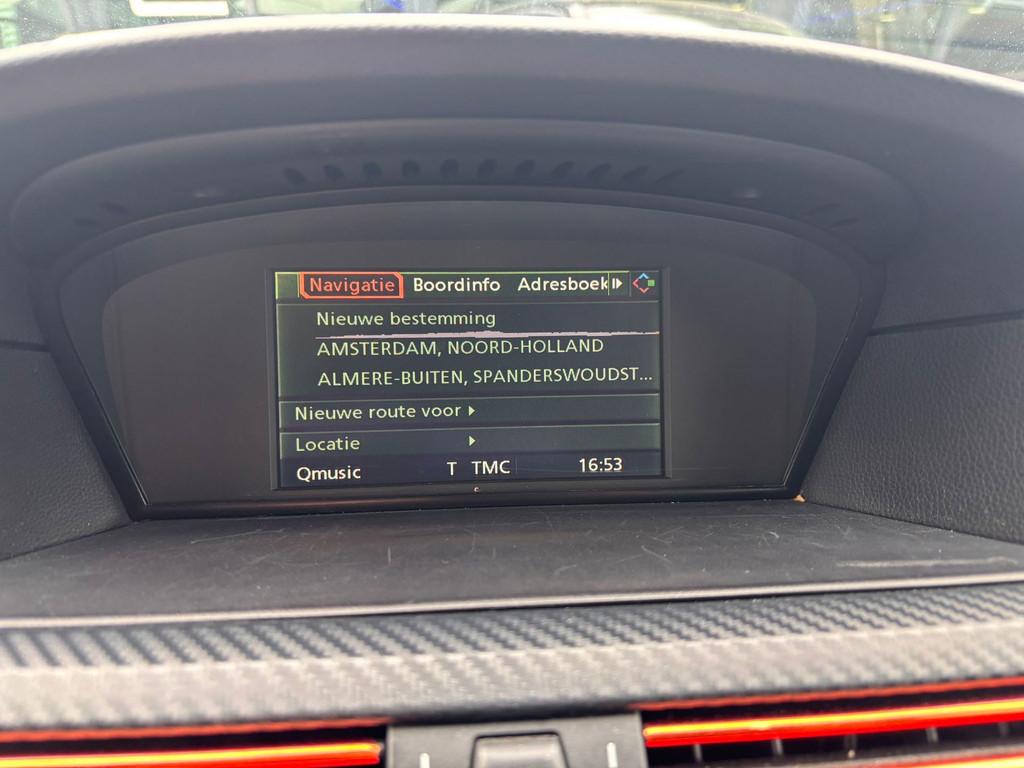 Navigatie Boordinfo Adresboek
Nieuwe bestemming
AMSTERDAM, NOORD-HOLLAND
ALMERE-BUITEN, SPANDERSWOUDST...
Nieuwe route voor
Locatie
Qmusic T TMC 16:53